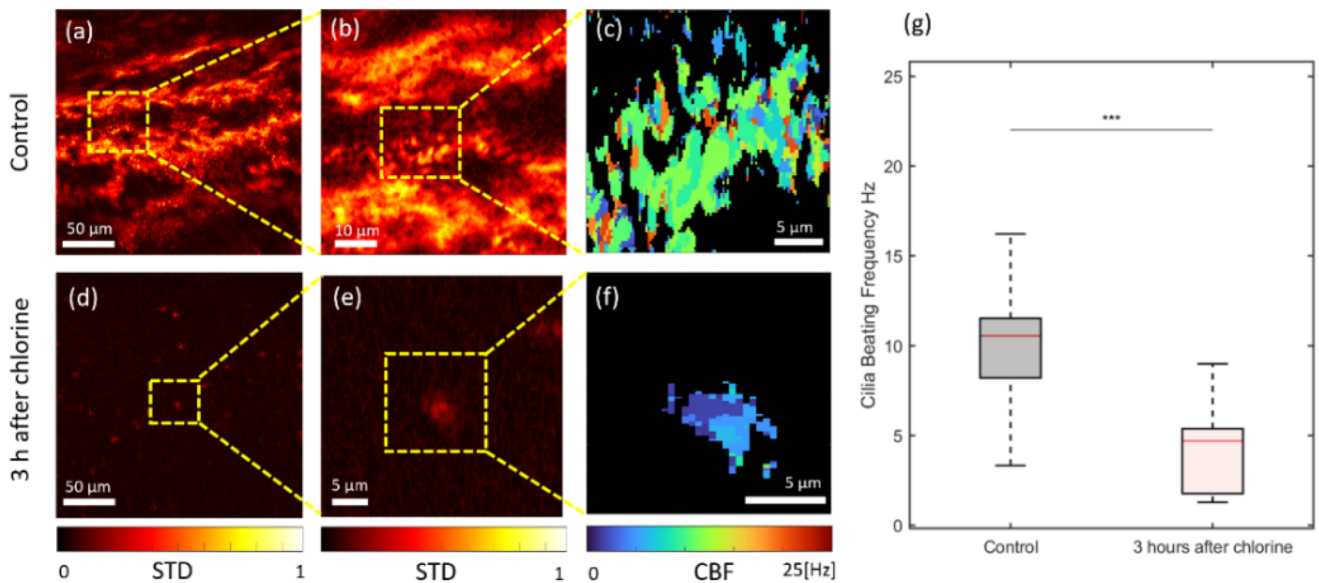 Control
(a)
50 µm
(b)
10 µm
(c)
5 µm
3 h after chlorine
(d)
50 µm
(e)
5 µm
(f)
5 µm
0 STD 1
STD 1
0 CBF 25[Hz]
(g)
Cilia Beating Frequency Hz
25
20
15
10
5
0
***
Control
3 hours after chlorine